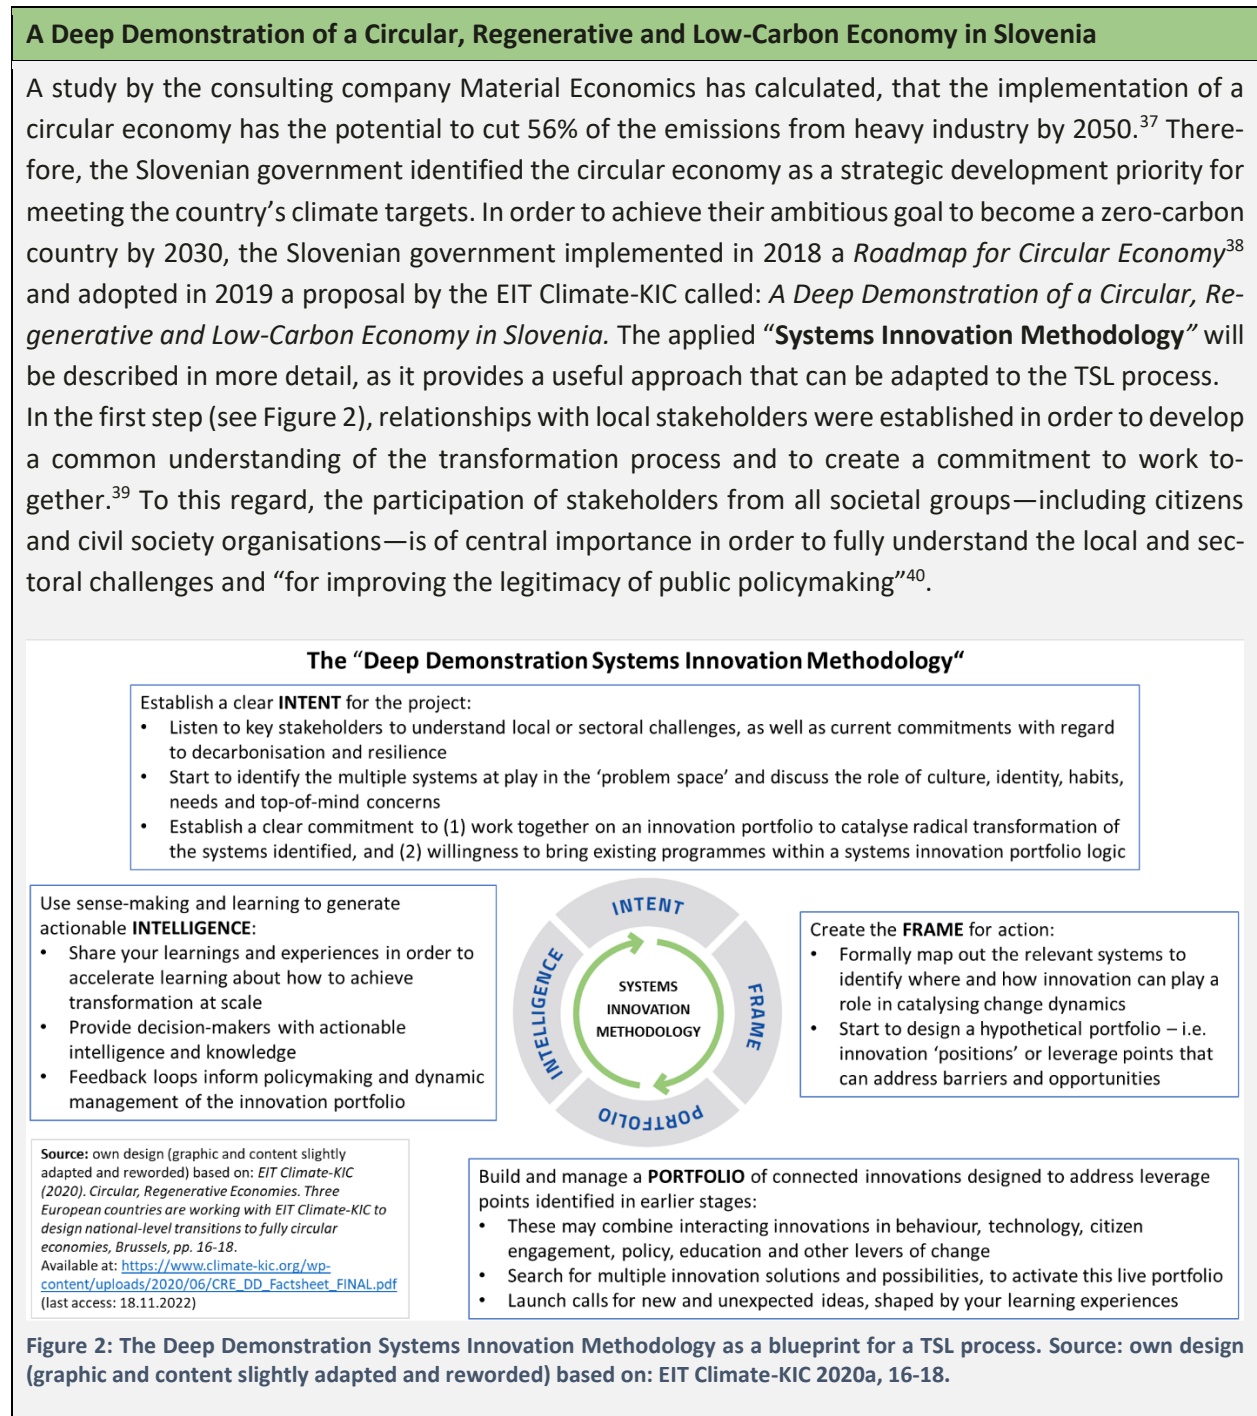 A Deep Demonstration of a Circular, Regenerative and Low-Carbon Economy in Slovenia
A study by the consulting company Material Economics has calculated, that the implementation of a
circular economy has the potential to cut 56% of the emissions from heavy industry by 2050.37 There-
fore, the Slovenian government identified the circular economy as a strategic development priority for
meeting the country's climate targets. In order to achieve their ambitious goal to become a zero-carbon
country by 2030, the Slovenian government implemented in 2018 a Roadmap for Circular Economy38
and adopted in 2019 a proposal by the EIT Climate-KIC called: A Deep Demonstration of a Circular, Re-
generative and Low-Carbon Economy in Slovenia. The applied “Systems Innovation Methodology” will
be described in more detail, as it provides a useful approach that can be adapted to the TSL process.
In the first step (see Figure 2), relationships with local stakeholders were established in order to develop
a common understanding of the transformation process and to create a commitment to work to-
gether.39 To this regard, the participation of stakeholders from all societal groups—including citizens
and civil society organisations—is of central importance in order to fully understand the local and sec-
toral challenges and “for improving the legitimacy of public policymaking”40.
The “Deep Demonstration Systems Innovation Methodology“
Establish a clear INTENT for the project:
• Listen to key stakeholders to understand local or sectoral challenges, as well as current commitments with regard
to decarbonisation and resilience
• Start to identify the multiple systems at play in the ‘problem space’ and discuss the role of culture, identity, habits,
needs and top-of-mind concerns
• Establish a clear commitment to (1) work together on an innovation portfolio to catalyse radical transformation of
the systems identified, and (2) willingness to bring existing programmes within a systems innovation portfolio logic
Use sense-making and learning to generate
actionable INTELLIGENCE:
• Share your learnings and experiences in order to
accelerate learning about how to achieve
transformation at scale
• Provide decision-makers with actionable
intelligence and knowledge
• Feedback loops inform policymaking and dynamic
management of the innovation portfolio
INTENT
FRAME
PORTFOLIO
INTELLIGENCE
SYSTEMS
INNOVATION
METHODOLOGY
Create the FRAME for action:
• Formally map out the relevant systems to
identify where and how innovation can play a
role in catalysing change dynamics
• Start to design a hypothetical portfolio – i.e.
innovation ‘positions’ or leverage points that
can address barriers and opportunities
Source: own design (graphic and content slightly
adapted and reworded) based on: EIT Climate-KIC
(2020). Circular, Regenerative Economies. Three
European countries are working with EIT Climate-KIC to
design national-level transitions to fully circular
economies, Brussels, pp. 16-18.
Available at: https://www.climate-kic.org/wp-
content/uploads/2020/06/CRE_DD_Factsheet_FINAL.pdf
(last access: 18.11.2022)
Build and manage a PORTFOLIO of connected innovations designed to address leverage
points identified in earlier stages:
• These may combine interacting innovations in behaviour, technology, citizen
engagement, policy, education and other levers of change
• Search for multiple innovation solutions and possibilities, to activate this live portfolio
• Launch calls for new and unexpected ideas, shaped by your learning experiences
Figure 2: The Deep Demonstration Systems Innovation Methodology as a blueprint for a TSL process. Source: own design
(graphic and content slightly adapted and reworded) based on: EIT Climate-KIC 2020a, 16-18.